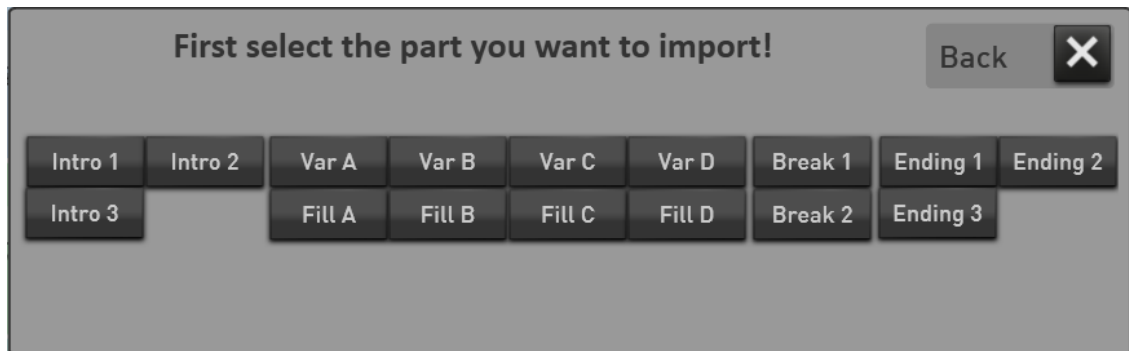 First select the part you want to import!
Back
Intro 1 Intro 2 Var A Var B Var C Var D Break 1 Ending 1 Ending 2
Intro 3 Fill A Fill B Fill C Fill D Break 2 Ending 3